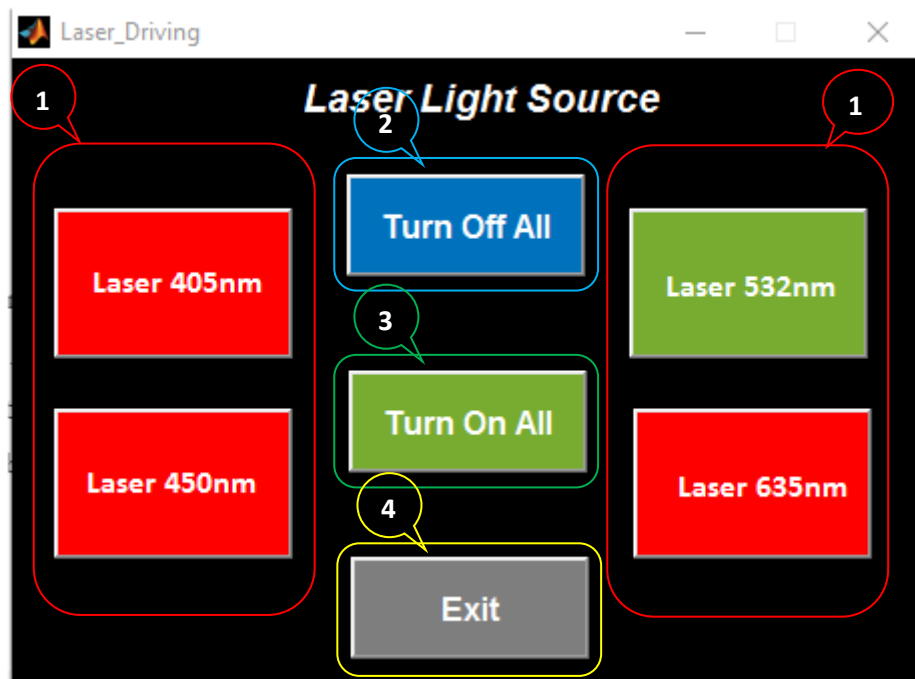 Laser_Driving
Laser Light Source
1
1
2
Turn Off All
Laser 405nm
Laser 532nm
3
Turn On All
Laser 450nm
Laser 635nm
4
Exit